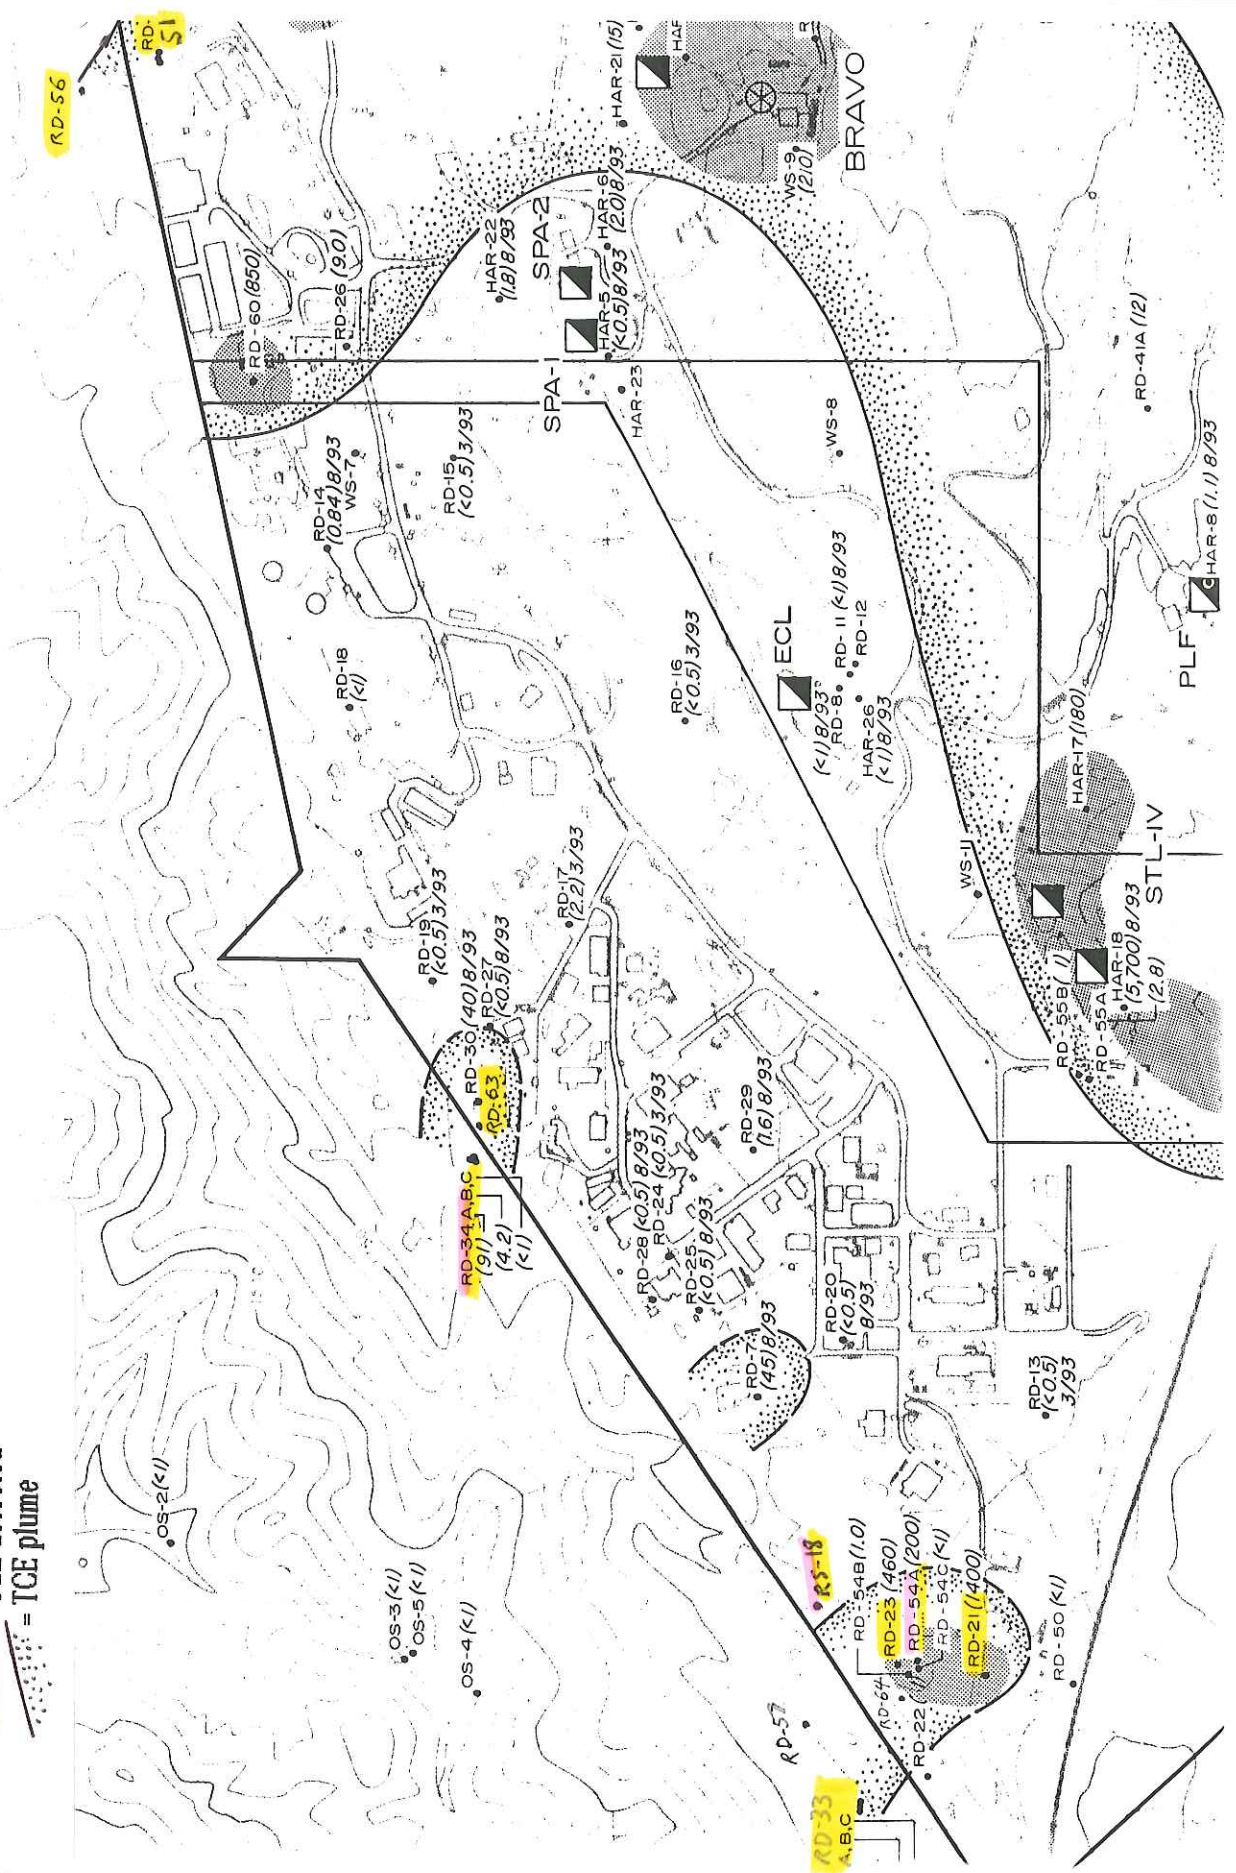 = TCE plume
RD-56
RD-
51
OS-2(<1)
OS-3(<1)
OS-5(<1)
OS-4(<1)
RD-60(850)
RD-26 (90)
RD-14
(0.84)8/93
WS-7
RD-15
(<0.5)3/93
RD-18
(<1)
RD-19
(<0.5)3/93
RD-30(40)8/93
RD-27
(<0.5)8/93
RD-63
RD-34A,B,C
(91)
(4.2)
(<1)
RD-17
(2.2)3/93
HAR-22
(1.8)8/93
SPA-2
SPA-1
HAR-5
(<0.5)8/93
HAR-6
(2.0)8/93
HAR-21(15)
HAR-23
HAR
WS-9
(210)
BRAVO
WS-8
RD-16
(<0.5)3/93
ECL
(<1)8/93
RD-8
RD-11 (<1)8/93
RD-12
HAR-26
(<1)8/93
RD-41A(12)
PLF
C
HAR-8(1.1)8/93
HAR-17(180)
STL-IV
WS-11
RD-55B( 1)
RD-55A
HAR-18
(5,700)8/93
(2.8)
RD-28(<0.5)8/93
RD-24(<0.5)3/93
RD-25
(<0.5)8/93
RD-29
(1.6)8/93
RD-7
(45)8/93
RD-20
(<0.5)
8/93
RD-13
(<0.5)
3/93
RS-18
RD-54B(1.0)
RD-23(460)
RD-54A(200)
RD-54C(<1)
RD-21(1400)
RD-50(<1)
RD-64
RD-22
RD-57
RD-33
A,B,C